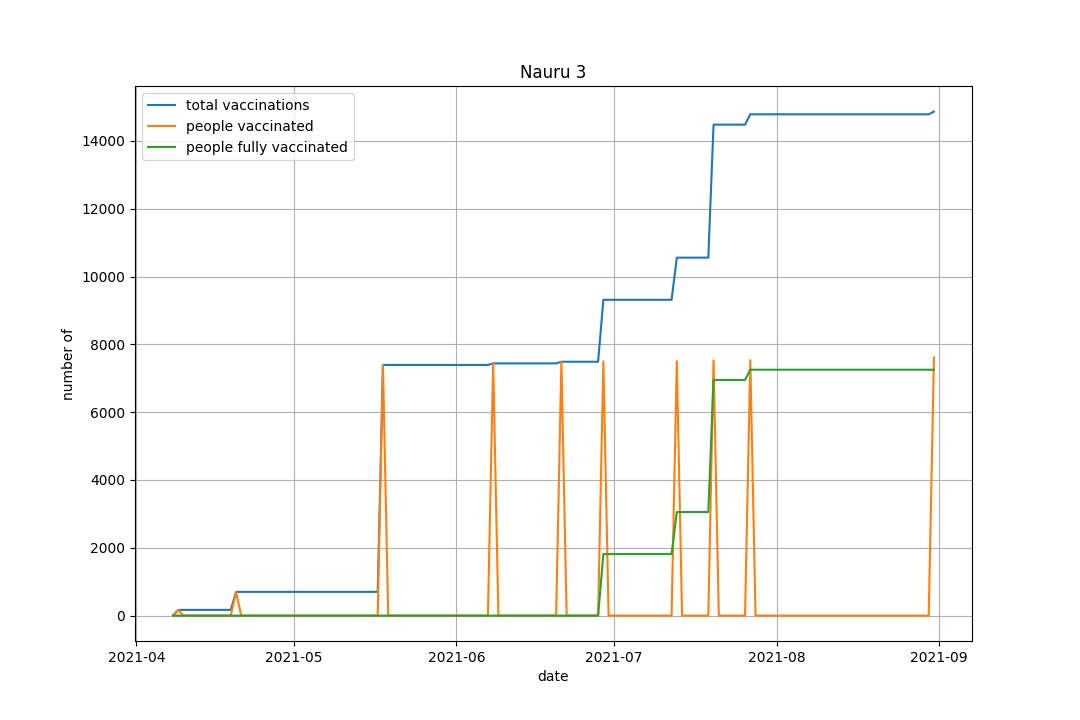 Nauru 3
total vaccinations
people vaccinated
people fully vaccinated
14000
12000
10000
8000
6000
4000
2000
0
number of
2021-04 2021-05 2021-06 2021-07 2021-08 2021-09
date